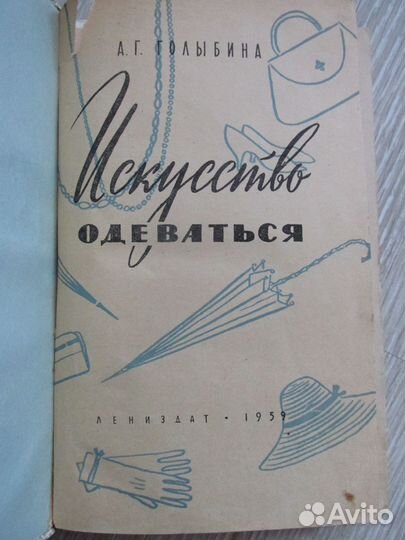 А. Г. ГОЛЫБИНА
Искусство
ОДЕВАТЬСЯ
ЛЕНИЗДАТ • 1959
Avito